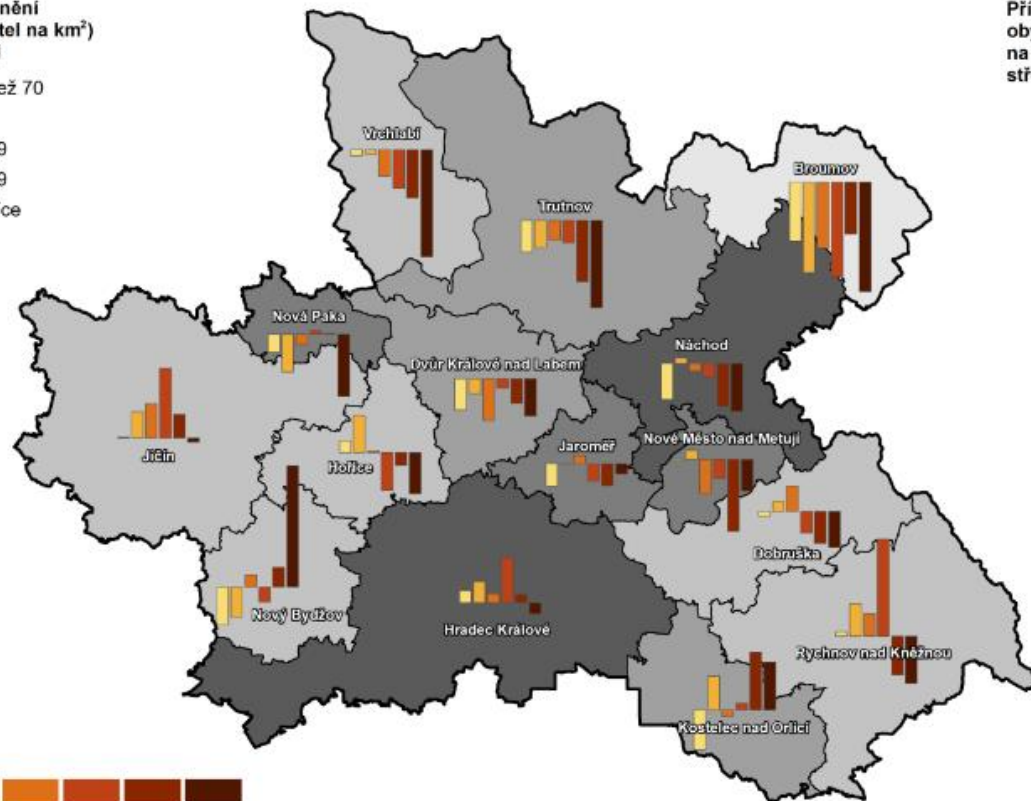 nění
tel na km²)
ež 70
9
9
ce
Pří
oby
na
stř
Vrchlabí
Broumov
Trutnov
Nová Paka
Náchod
Dvůr Králové nad Labem
Nové Město nad Metují
Jaroměř
Jičín
Hořice
Dobruška
Nový Bydžov
Hradec Králové
Rychnov nad Kněžnou
Kostelec nad Orlicí